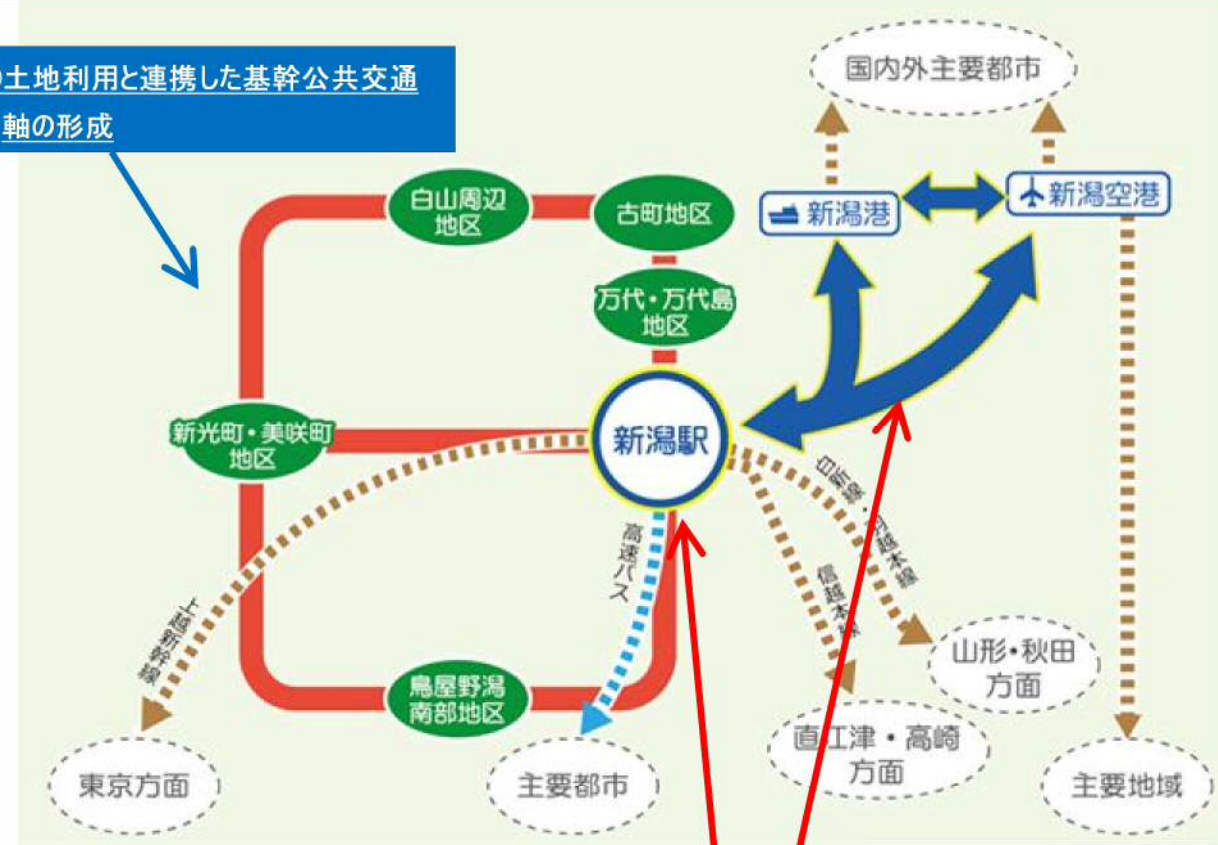 の土地利用と連携した基幹公共交通
軸の形成
国内外主要都市
新潟港
新潟空港
白山周辺
地区
古町地区
万代・万代島
地区
新光町・美咲町
地区
新潟駅
白新線・羽越本線
信越本線
高速バス
上越新幹線
鳥屋野潟
南部地区
山形・秋田
方面
直江津・高崎
方面
東京方面
主要都市
主要地域